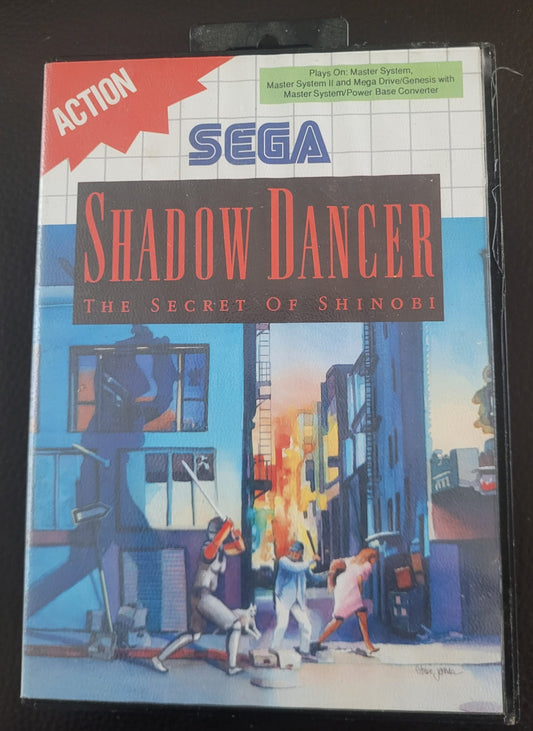 ACTION
Plays On: Master System,
Master System II and Mega Drive/Genesis with
Master System/Power Base Converter
SEGA
SHADOW DANCER
THE SECRET OF SHINOBI